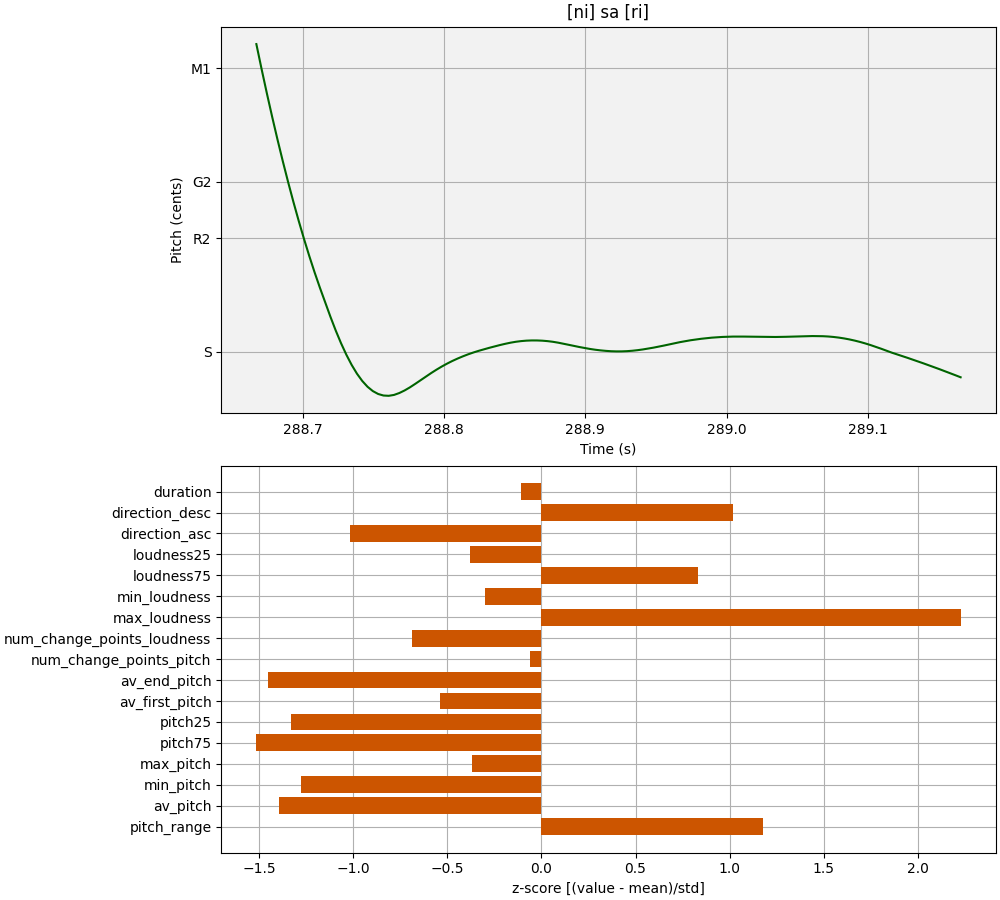 [ni] sa [ri]
M1
G2
R2
S
Pitch (cents)
288.7 288.8 288.9 289.0 289.1
Time (s)
duration
direction_desc
direction_asc
loudness25
loudness75
min_loudness
max_loudness
num_change_points_loudness
num_change_points_pitch
av_end_pitch
av_first_pitch
pitch25
pitch75
max_pitch
min_pitch
av_pitch
pitch_range
−1.5 −1.0 −0.5 0.0 0.5 1.0 1.5 2.0
z-score [(value - mean)/std]